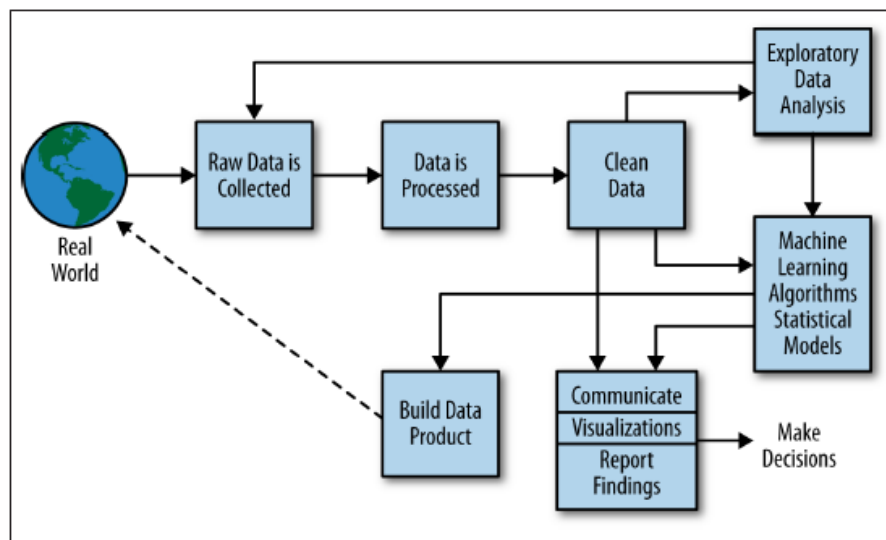 Exploratory
Data
Analysis
Raw Data is
Collected
Data is
Processed
Clean
Data
Real
World
Machine
Learning
Algorithms
Statistical
Models
Build Data
Product
Communicate
Visualizations
Report
Findings
Make
Decisions